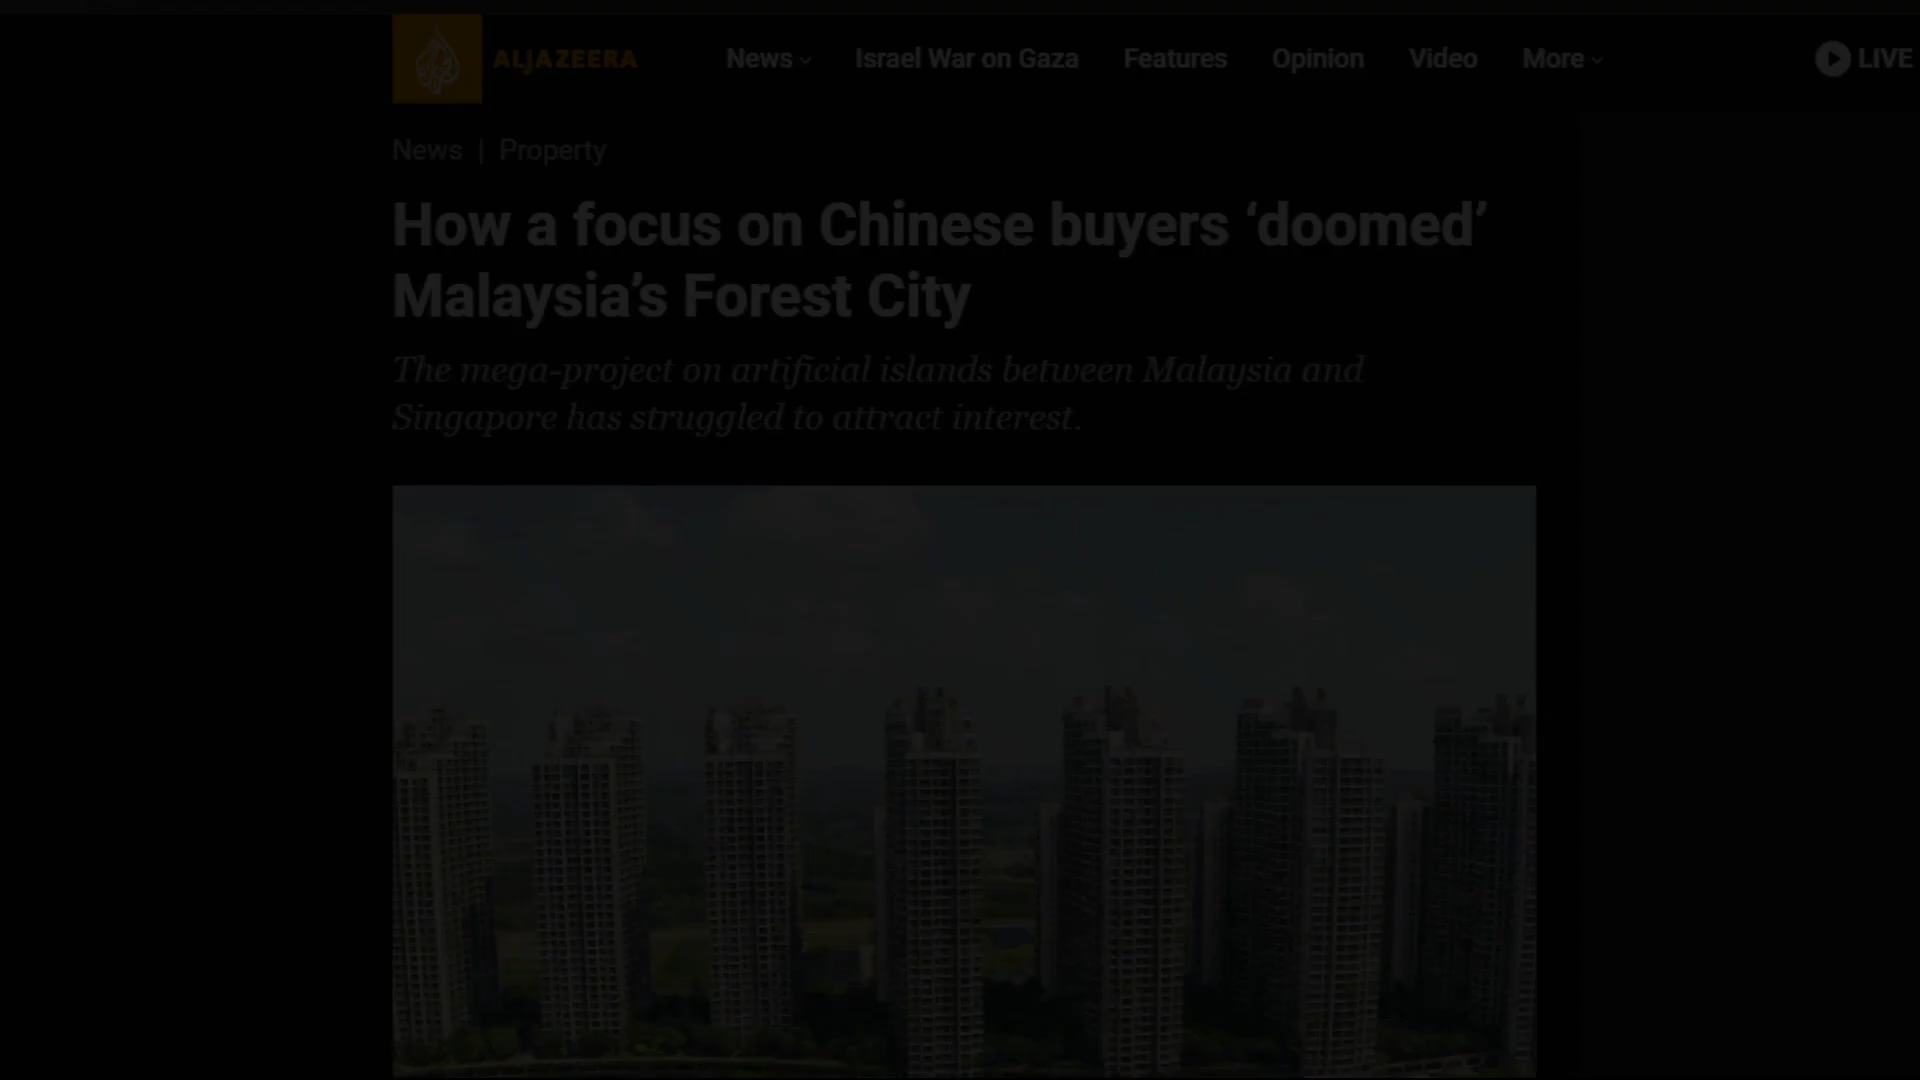 ALJAZEERA
News
Israel War on Gaza
Features
Opinion
Video
More
LIVE
News | Property
How a focus on Chinese buyers ‘doomed’
Malaysia’s Forest City
The mega-project on artificial islands between Malaysia and
Singapore has struggled to attract interest.